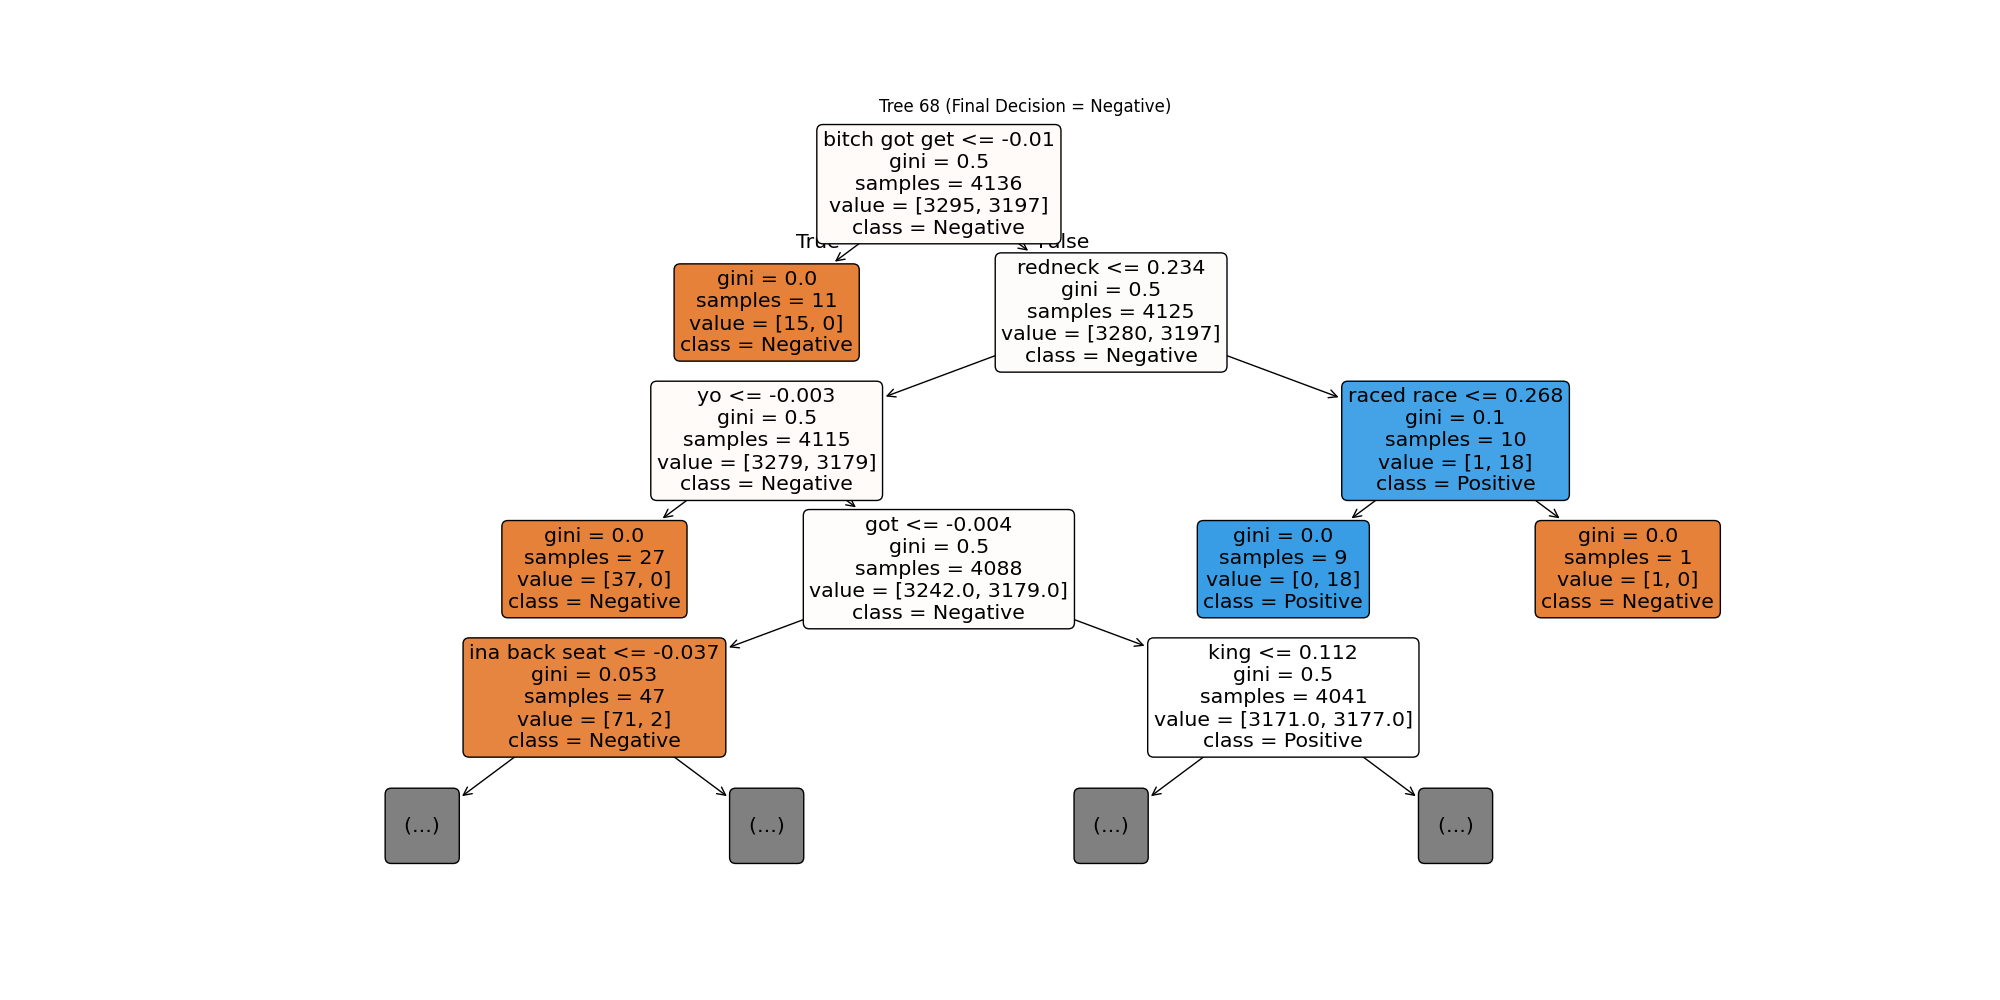 Tree 68 (Final Decision = Negative)
bitch got get <= -0.01
gini = 0.5
samples = 4136
value = [3295, 3197]
class = Negative
True
False
gini = 0.0
samples = 11
value = [15, 0]
class = Negative
redneck <= 0.234
gini = 0.5
samples = 4125
value = [3280, 3197]
class = Negative
yo <= -0.003
gini = 0.5
samples = 4115
value = [3279, 3179]
class = Negative
raced race <= 0.268
gini = 0.1
samples = 10
value = [1, 18]
class = Positive
gini = 0.0
samples = 27
value = [37, 0]
class = Negative
got <= -0.004
gini = 0.5
samples = 4088
value = [3242.0, 3179.0]
class = Negative
gini = 0.0
samples = 9
value = [0, 18]
class = Positive
gini = 0.0
samples = 1
value = [1, 0]
class = Negative
ina back seat <= -0.037
gini = 0.053
samples = 47
value = [71, 2]
class = Negative
king <= 0.112
gini = 0.5
samples = 4041
value = [3171.0, 3177.0]
class = Positive
(...)
(...)
(...)
(...)